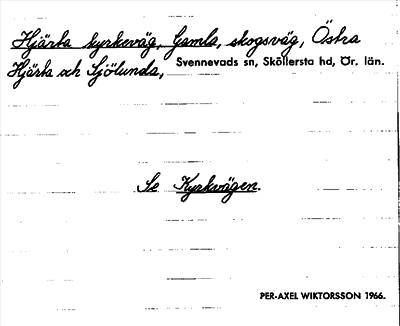 Hjärta kyrkoväg, Gamla, skogsväg, Östra
Hjärta och Sjölunda, Svennevads sn, Sköllersta hd, Ör. län.
Se Kyrkvägen.
PER-AXEL WIKTORSSON 1966.